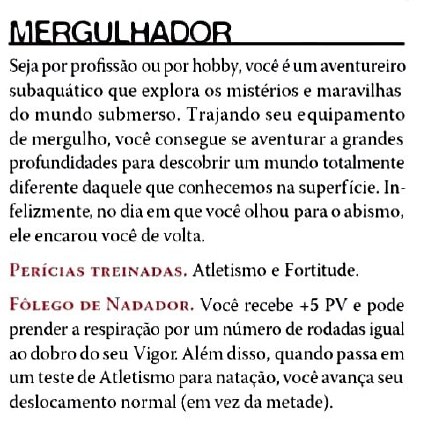 MERGULHADOR
Seja por profissão ou por hobby, você é um aventureiro
subaquático que explora os mistérios e maravilhas
do mundo submerso. Trajando seu equipamento
de mergulho, você consegue se aventurar a grandes
profundidades para descobrir um mundo totalmente
diferente daquele que conhecemos na superfície. In-
felizmente, no dia em que você olhou para o abismo,
ele encarou você de volta.
PERÍCIAS TREINADAS. Atletismo e Fortitude.
FÔLEGO DE NADADOR. Você recebe +5 PV e pode
prender a respiração por um número de rodadas igual
ao dobro do seu Vigor. Além disso, quando passa em
um teste de Atletismo para natação, você avança seu
deslocamento normal (em vez da metade).